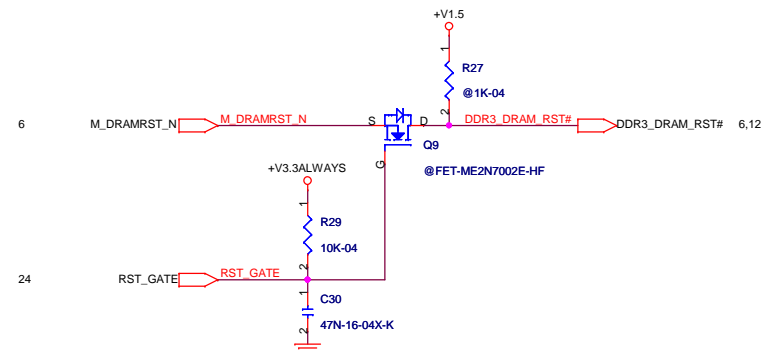 +V1.5
1
R27
@1K-04
2
6 M_DRAMRST_N M_DRAMRST_N S D DDR3_DRAM_RST# DDR3_DRAM_RST# 6,12
Q9
G
@FET-ME2N7002E-HF
+V3.3ALWAYS
1
R29
10K-04
2
24 RST_GATE RST_GATE
1
C30
47N-16-04X-K
2